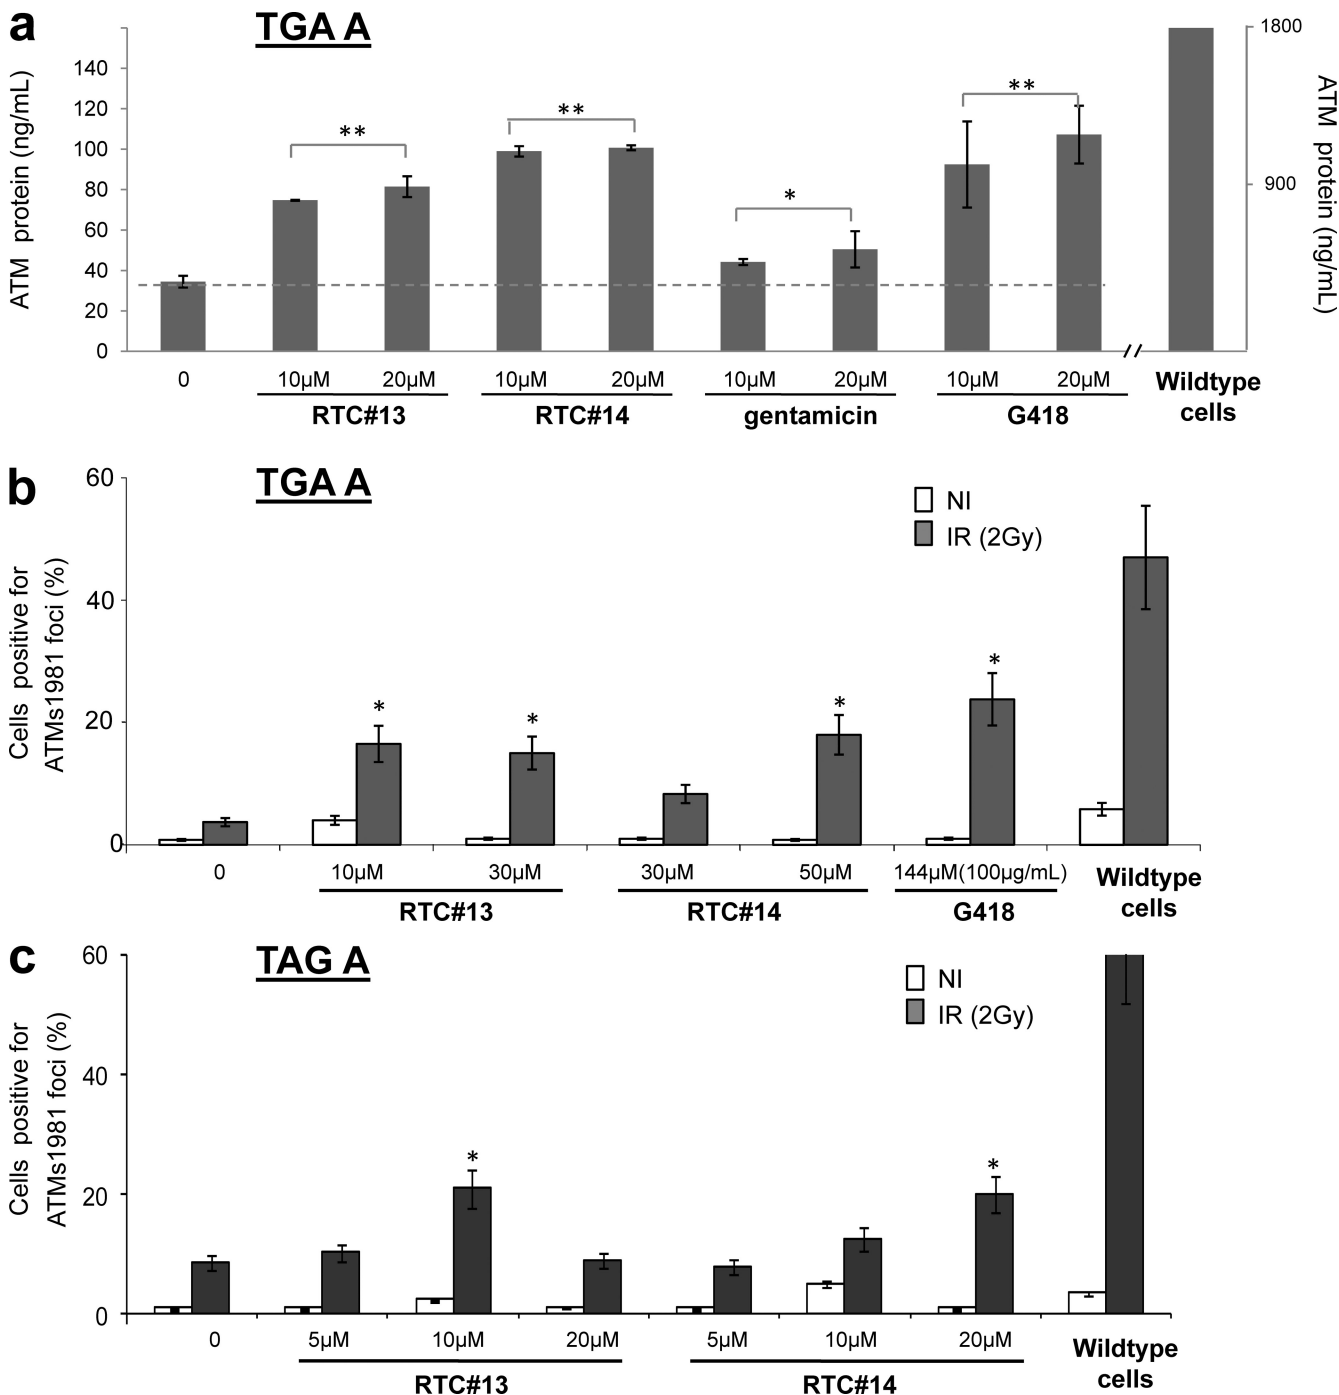 a
TGA A
ATM protein (ng/mL)
140
120
100
80
60
40
20
0
**
**
*
**
1800
900
ATM protein (ng/mL)
0 10µM 20µM 10µM 20µM 10µM 20µM 10µM 20µM
RTC#13 RTC#14 gentamicin G418
Wildtype
cells
b
TGA A
Cells positive for
ATMs1981 foci (%)
60
40
20
0
NI
IR (2Gy)
*
*
*
*
0 10µM 30µM 30µM 50µM 144µM(100µg/mL)
RTC#13 RTC#14 G418
Wildtype
cells
c
TAG A
Cells positive for
ATMs1981 foci (%)
60
40
20
0
NI
IR (2Gy)
*
*
0 5µM 10µM 20µM 5µM 10µM 20µM
RTC#13 RTC#14
Wildtype
cells